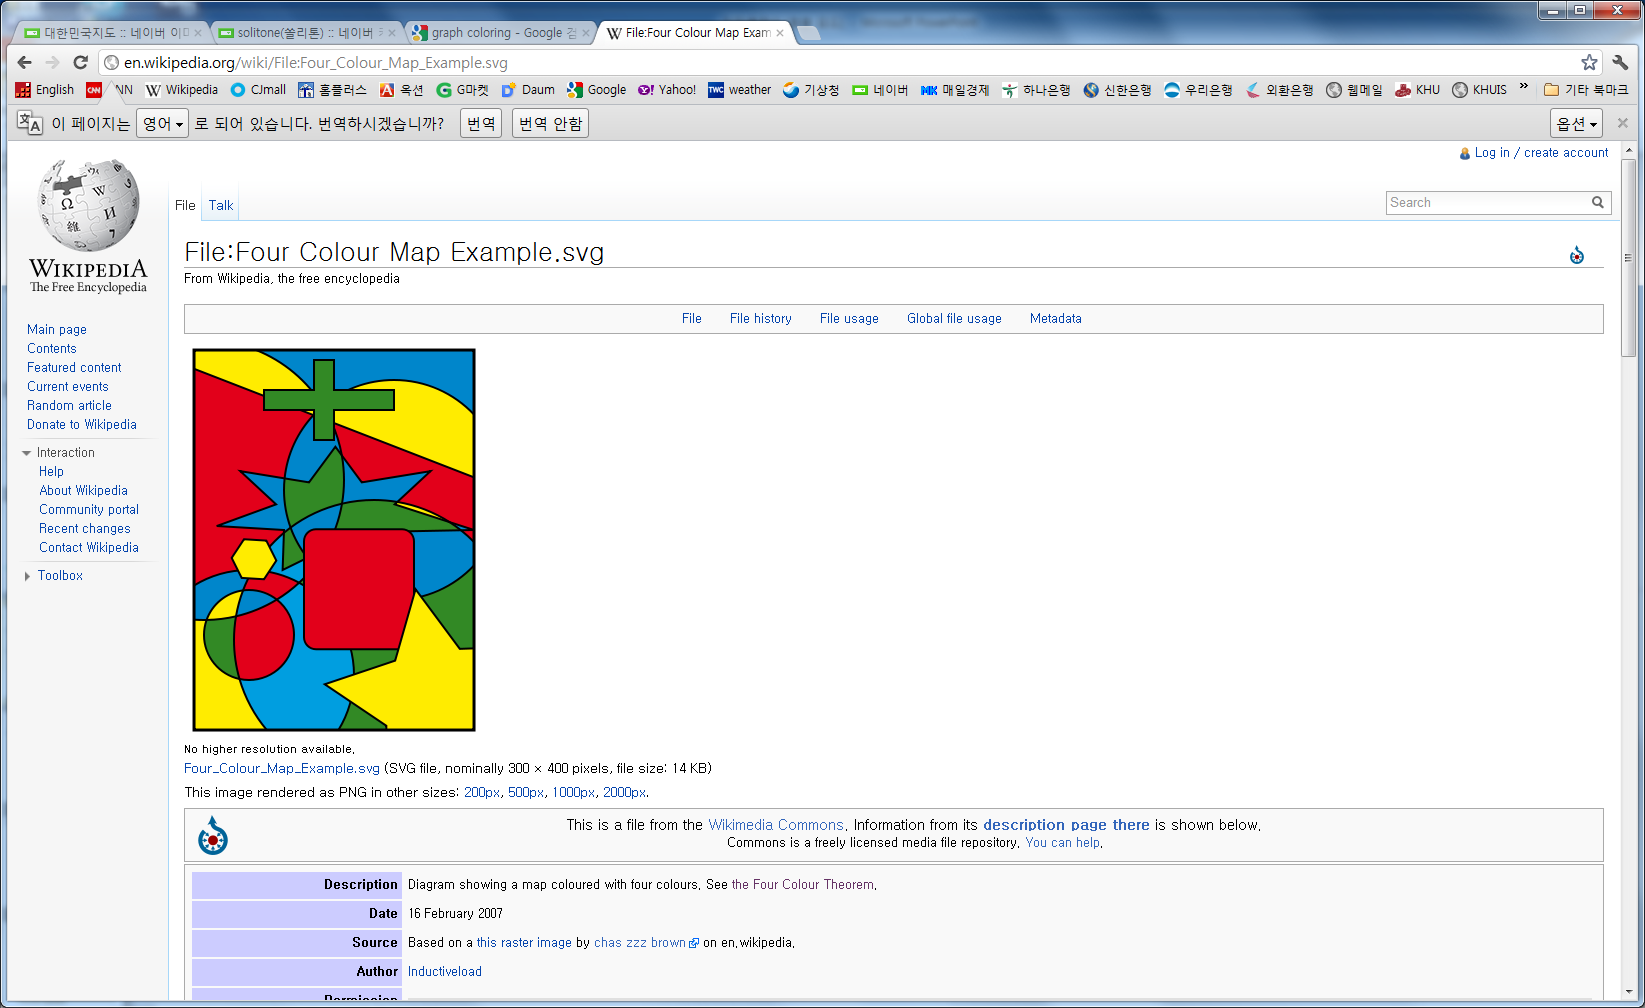 대한민국지도 :: 네이버 이미
solitone(쏠리톤) :: 네이버 카
graph coloring - Google 검
File:Four Colour Map Exam
en.wikipedia.org/wiki/File:Four_Colour_Map_Example.svg
English CNN NN Wikipedia CJmall 홈플러스 옥션 G마켓 Daum Google Yahoo! weather 기상청 네이버 매일경제 하나은행 신한은행 우리은행 외환은행 웹메일 KHU KHUIS » 기타 북마크
이 페이지는 영어 로 되어 있습니다. 번역하시겠습니까? 번역 번역 안함 옵션
Log in / create account
File Talk
Search
WIKIPEDIA
The Free Encyclopedia
File:Four Colour Map Example.svg
From Wikipedia, the free encyclopedia
File File history File usage Global file usage Metadata
Main page
Contents
Featured content
Current events
Random article
Donate to Wikipedia
Interaction
Help
About Wikipedia
Community portal
Recent changes
Contact Wikipedia
Toolbox
No higher resolution available.
Four_Colour_Map_Example.svg (SVG file, nominally 300 × 400 pixels, file size: 14 KB)
This image rendered as PNG in other sizes: 200px, 500px, 1000px, 2000px.
This is a file from the Wikimedia Commons. Information from its description page there is shown below.
Commons is a freely licensed media file repository. You can help.
Description Diagram showing a map coloured with four colours. See the Four Colour Theorem.
Date 16 February 2007
Source Based on a this raster image by chas zzz brown on en.wikipedia.
Author Inductiveload
Permission